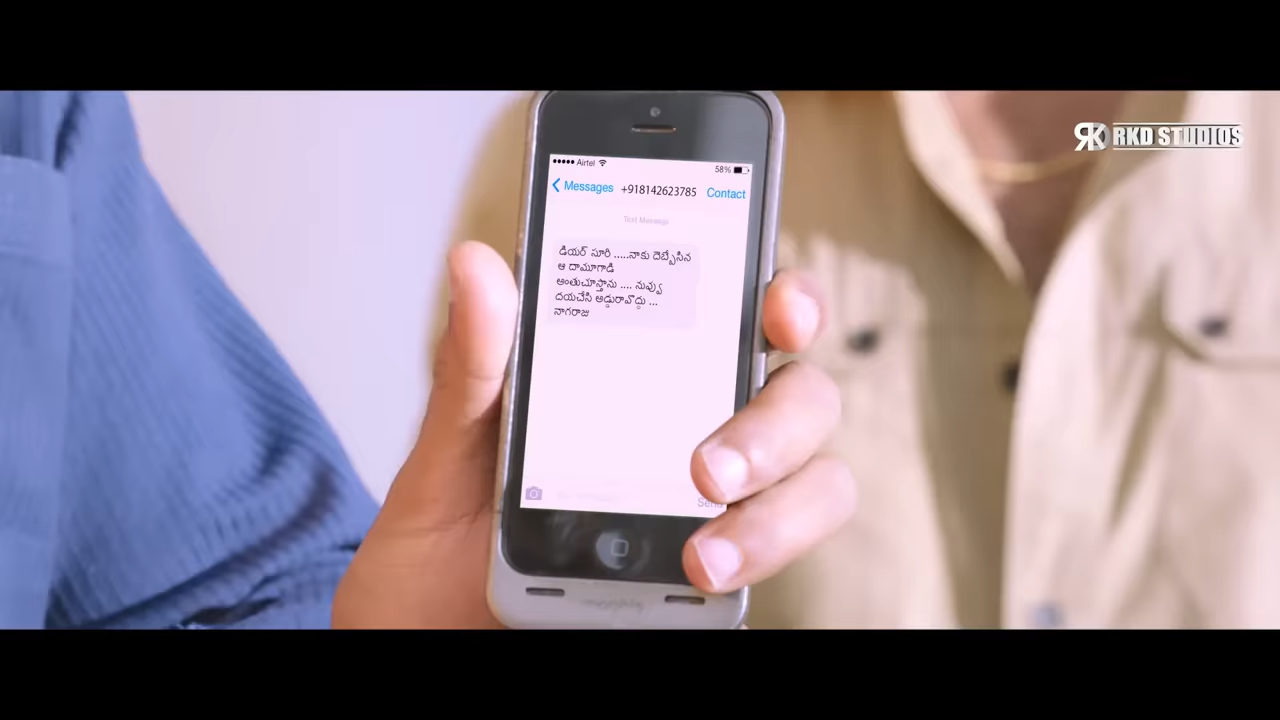 RKD STUDIOS
Airtel 58%
Messages +918142623785 Contact
Text Message
డియర్ సూరీ .....నాకు దెబ్బేసిన
ఆ దామూగాడి
అంతుచూస్తాను .... నువ్వు
దయచేసి అడ్డురావొద్దు ...
నాగరాజు
Send